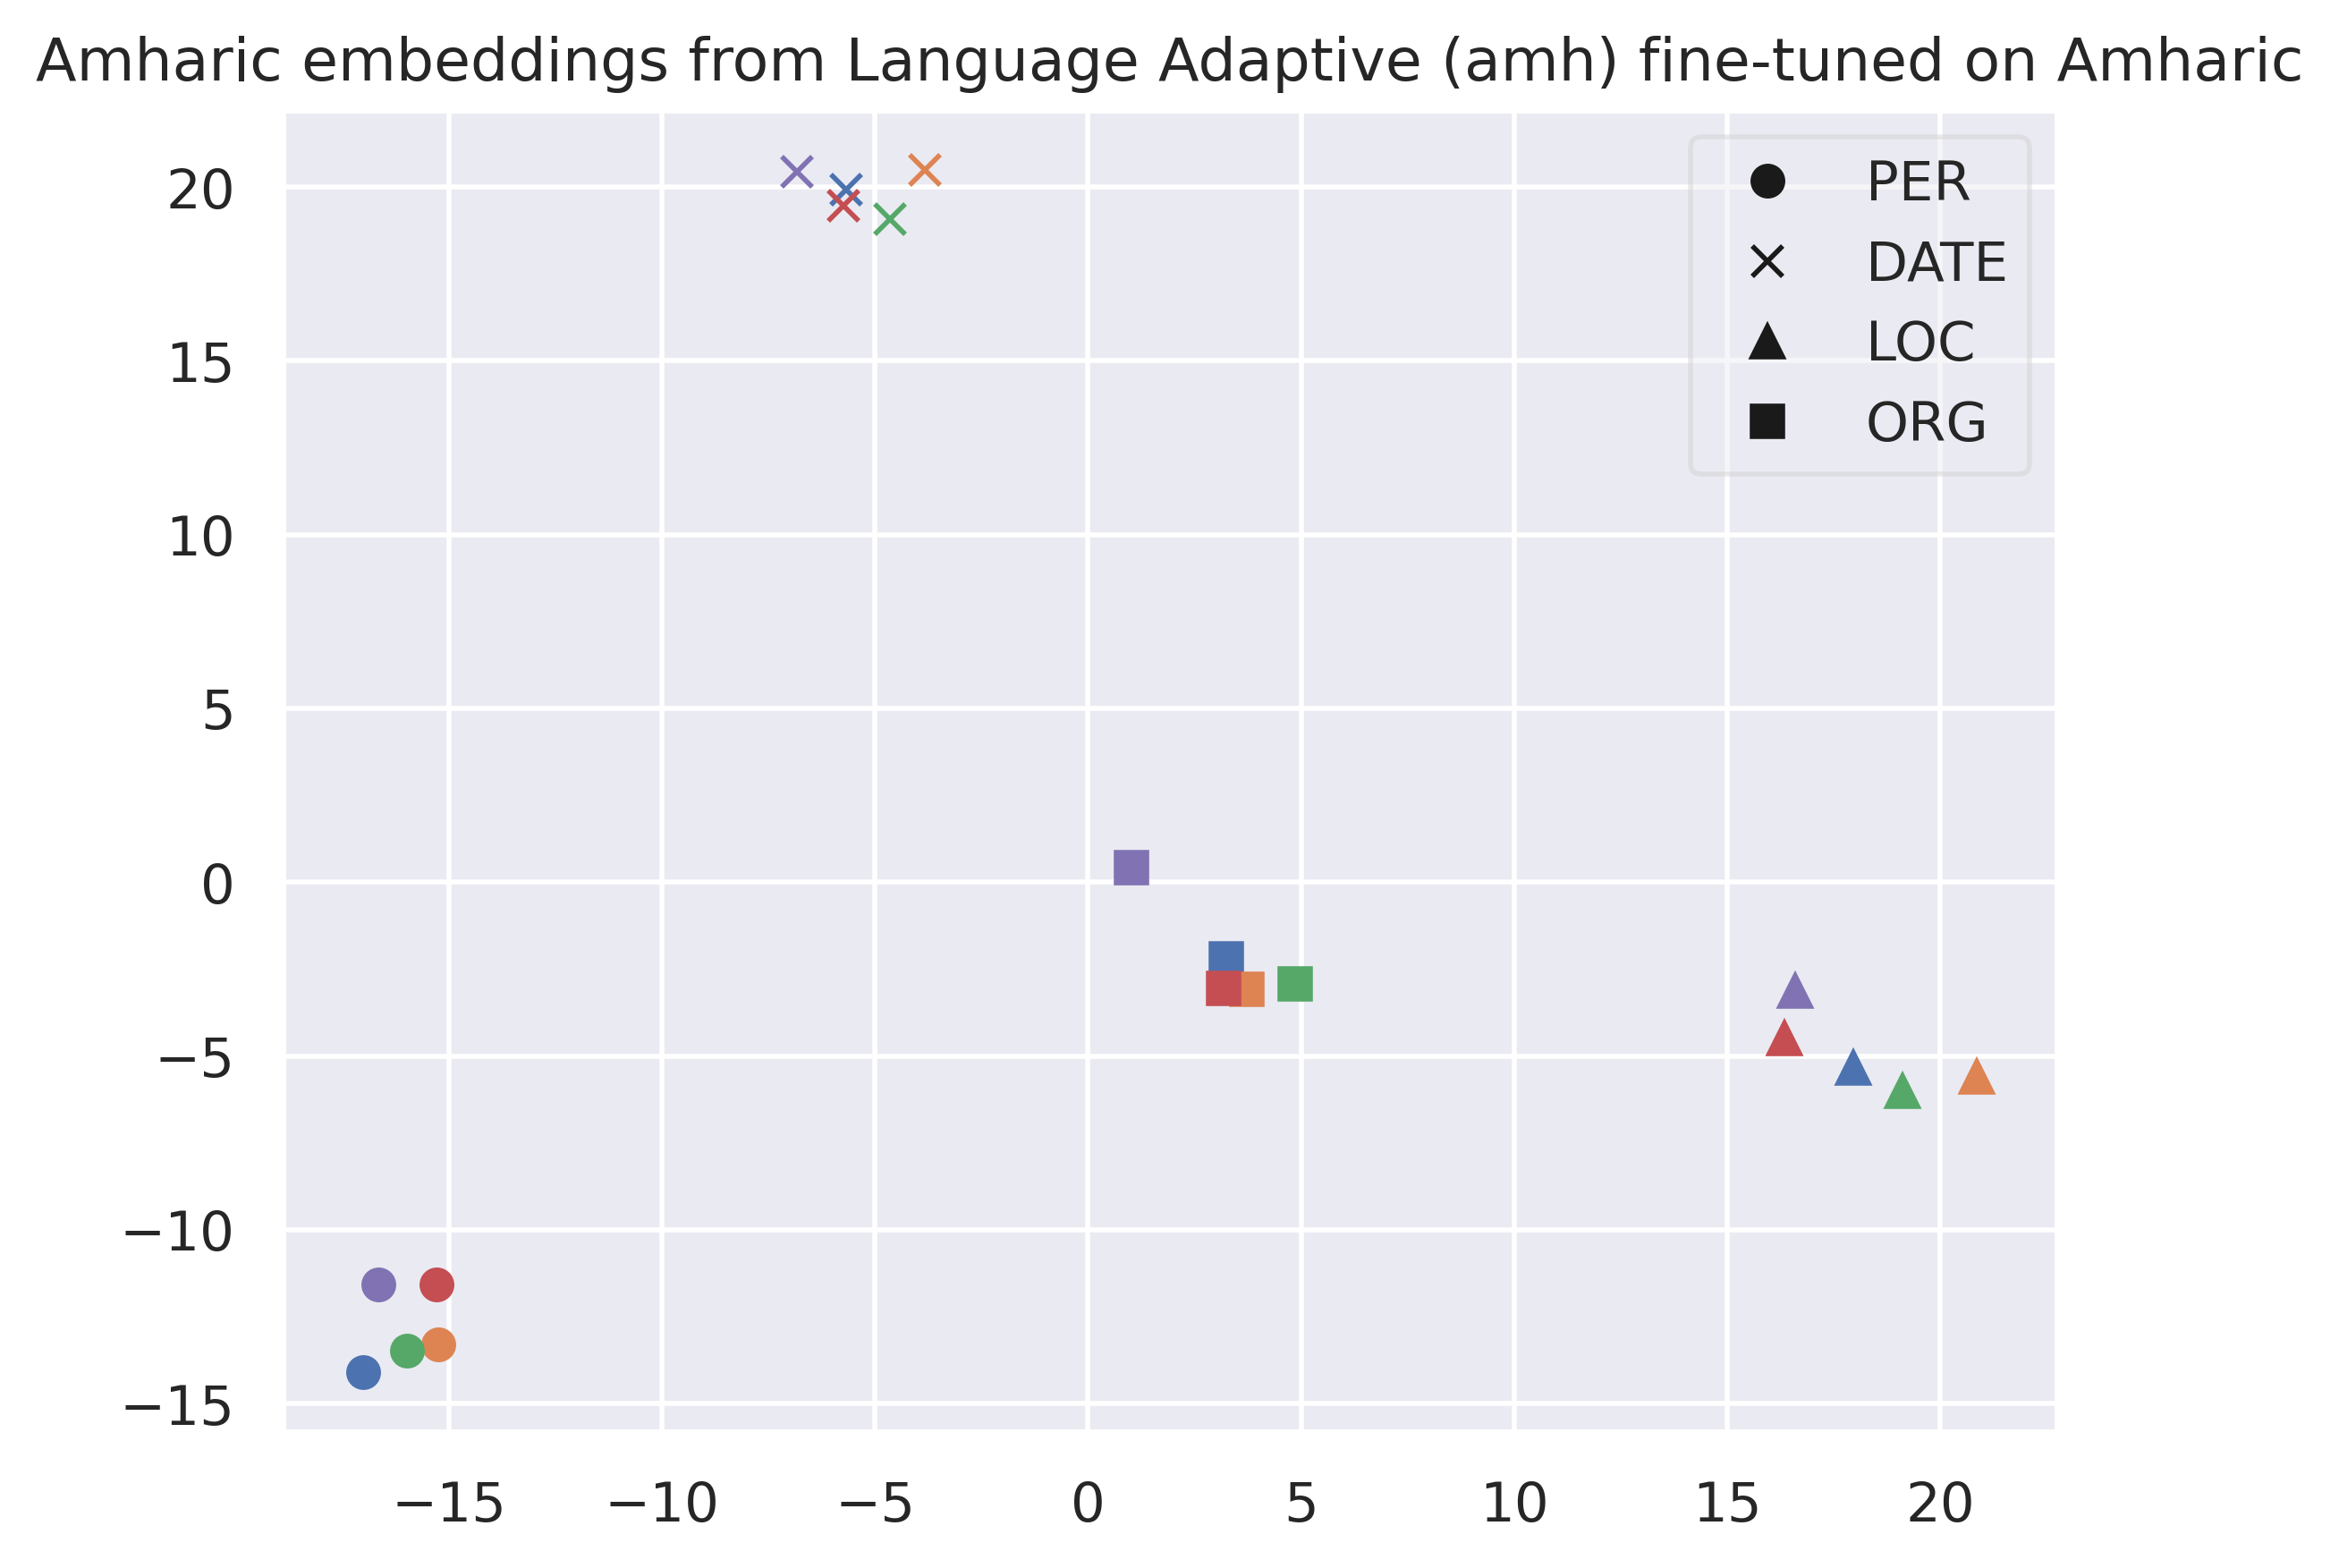 Amharic embeddings from Language Adaptive (amh) fine-tuned on Amharic
PER
DATE
LOC
ORG
20
15
10
5
0
−5
−10
−15
−15 −10 −5 0 5 10 15 20